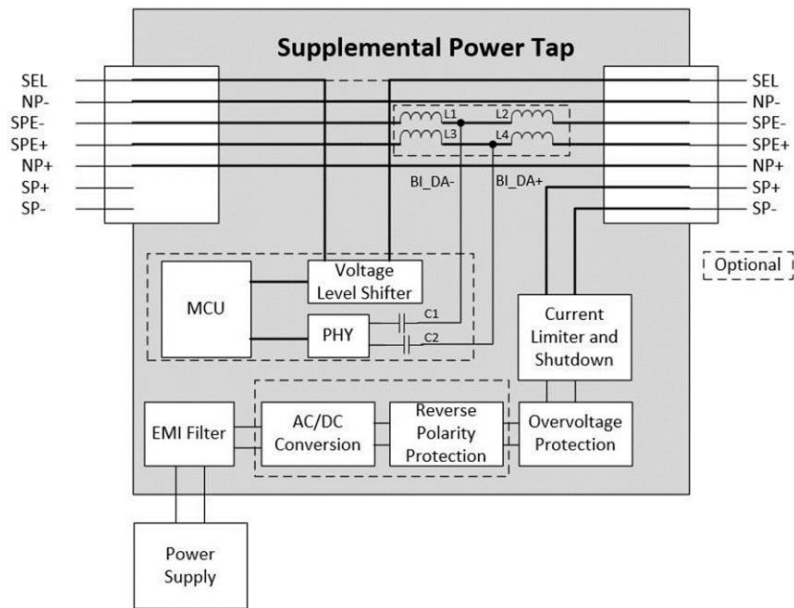 Supplemental Power Tap
SEL
NP-
SPE-
SPE+
NP+
SP+
SP-
L1
L2
L3
L4
SEL
NP-
SPE-
SPE+
NP+
SP+
SP-
BI_DA-
BI_DA+
Optional
MCU
Voltage
Level Shifter
PHY
C1
C2
Current
Limiter and
Shutdown
EMI Filter
AC/DC
Conversion
Reverse
Polarity
Protection
Overvoltage
Protection
Power
Supply